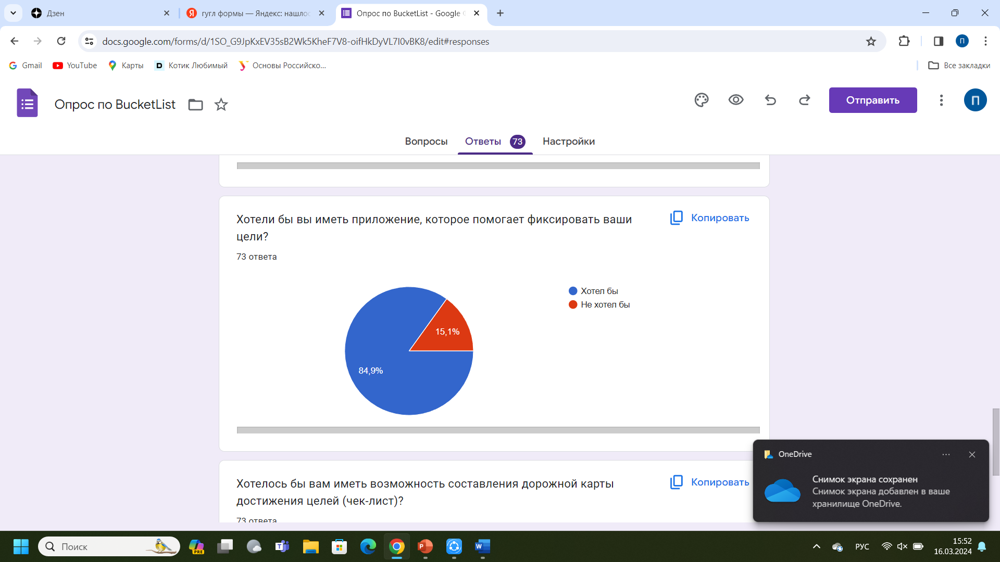 Дзен
гугл формы — Яндекс: нашлос
Опрос по BucketList - Google
docs.google.com/forms/d/1SO_G9JpKxEV35sB2Wk5KheF7V8-oifHkDyVL7I0vBK8/edit#responses
П
Gmail
YouTube
Карты
Котик Любимый
Основы Российско...
Все закладки
Опрос по BucketList
Отправить
П
Вопросы
Ответы 73
Настройки
Хотели бы вы иметь приложение, которое помогает фиксировать ваши
цели?
Копировать
73 ответа
Хотел бы
Не хотел бы
15,1%
84,9%
Хотелось бы вам иметь возможность составления дорожной карты
достижения целей (чек-лист)?
Копировать
73 ответа
OneDrive
Снимок экрана сохранен
Снимок экрана добавлен в ваше
хранилище OneDrive.
Поиск
PRE
РУС
15:52
16.03.2024